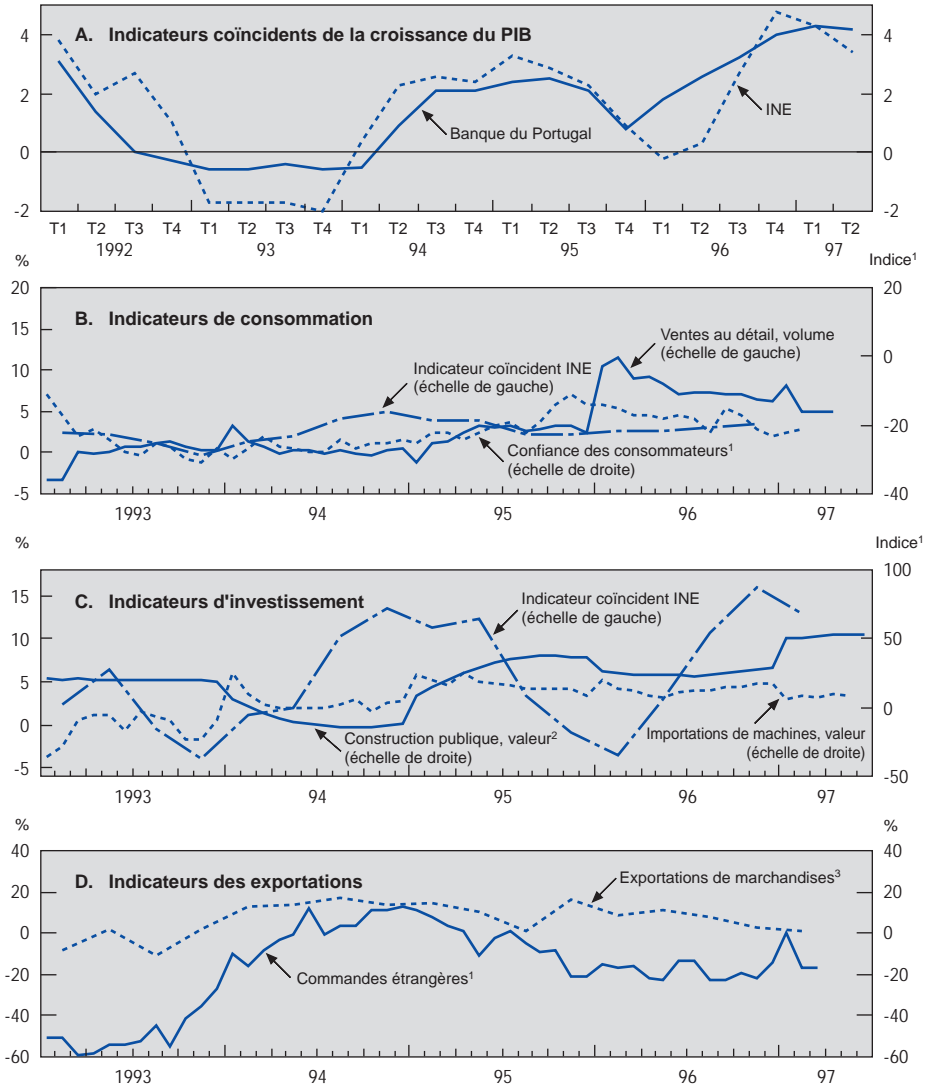 A. Indicateurs coïncidents de la croissance du PIB
4 4
2 2
0 0
-2 -2
INE
Banque du Portugal
T1 T2 T3 T4 T1 T2 T3 T4 T1 T2 T3 T4 T1 T2 T3 T4 T1 T2 T3 T4 T1 T2
1992 93 94 95 96 97
% Indice1
B. Indicateurs de consommation
20 20
15
10 0
5
0 -20
-5 -40
Ventes au détail, volume
(échelle de gauche)
Indicateur coïncident INE
(échelle de gauche)
Confiance des consommateurs1
(échelle de droite)
1993 94 95 96 97
% Indice1
C. Indicateurs d'investissement
100
15
10 50
5
0 0
-5
-50
Indicateur coïncident INE
(échelle de gauche)
Construction publique, valeur2
(échelle de droite)
Importations de machines, valeur
(échelle de droite)
1993 94 95 96 97
% %
D. Indicateurs des exportations
40 40
20 20
0 0
-20 -20
-40 -40
-60 -60
Exportations de marchandises3
Commandes étrangères1
1993 94 95 96 97